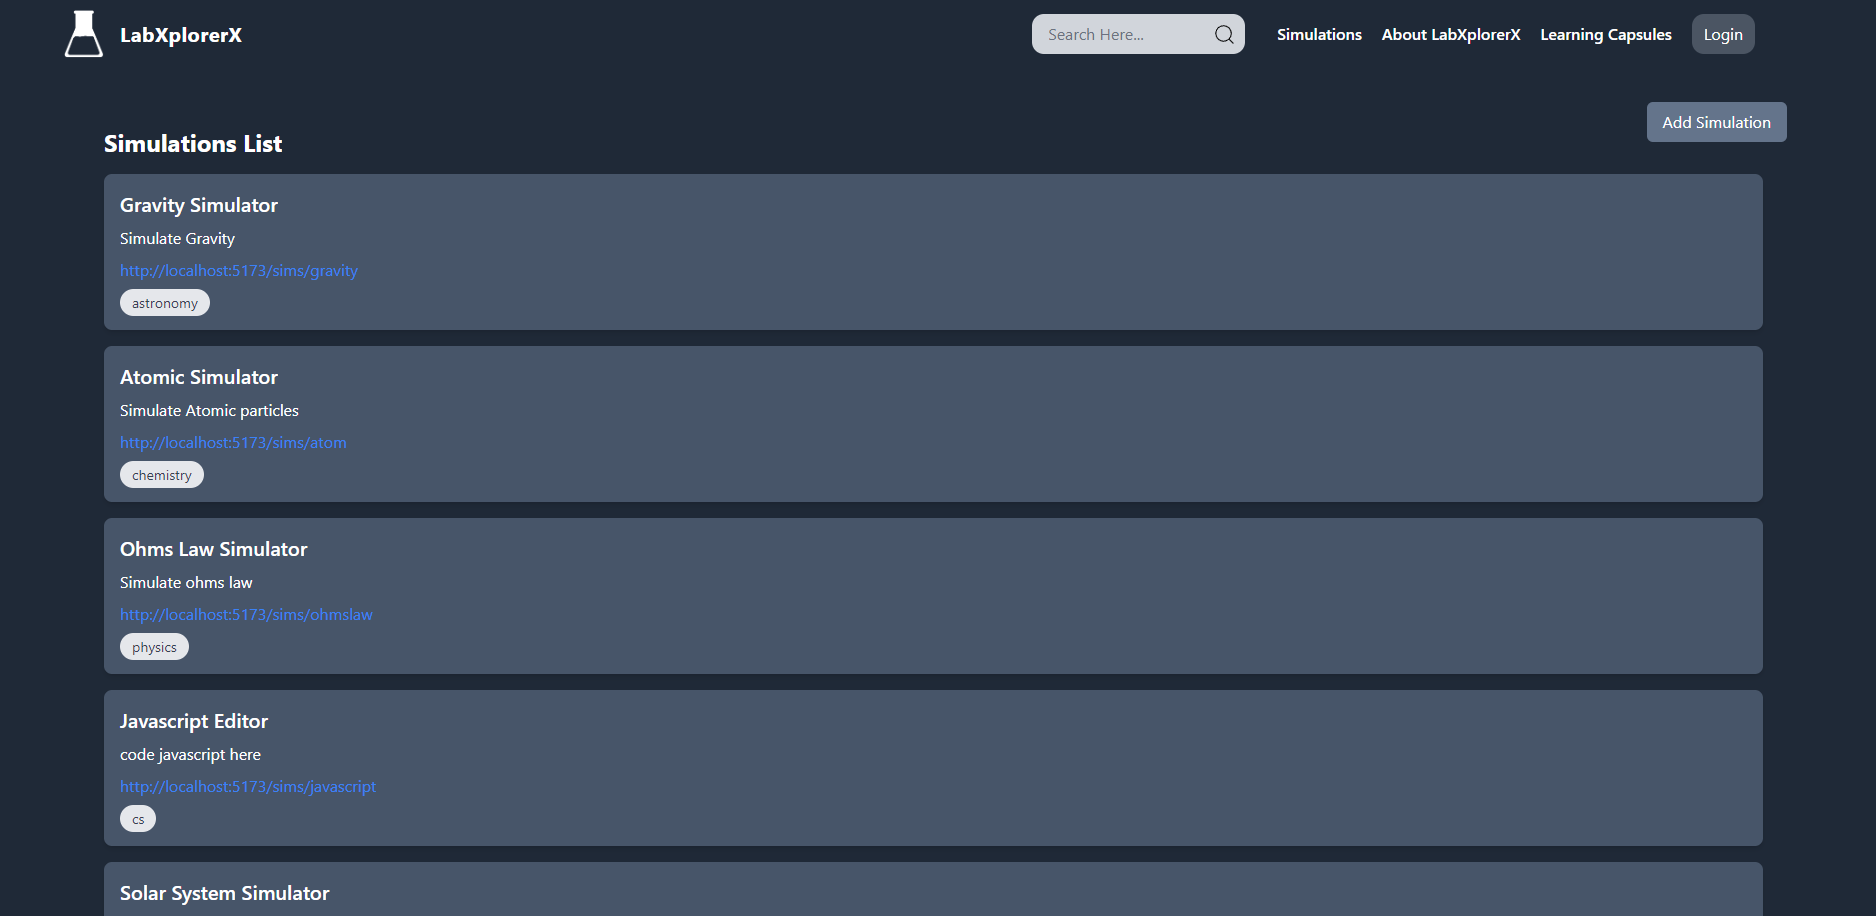 LabXplorerX
Search Here...
Simulations
About LabXplorerX
Learning Capsules
Login
Add Simulation
Simulations List
Gravity Simulator
Simulate Gravity
http://localhost:5173/sims/gravity
astronomy
Atomic Simulator
Simulate Atomic particles
http://localhost:5173/sims/atom
chemistry
Ohms Law Simulator
Simulate ohms law
http://localhost:5173/sims/ohmslaw
physics
Javascript Editor
code javascript here
http://localhost:5173/sims/javascript
cs
Solar System Simulator